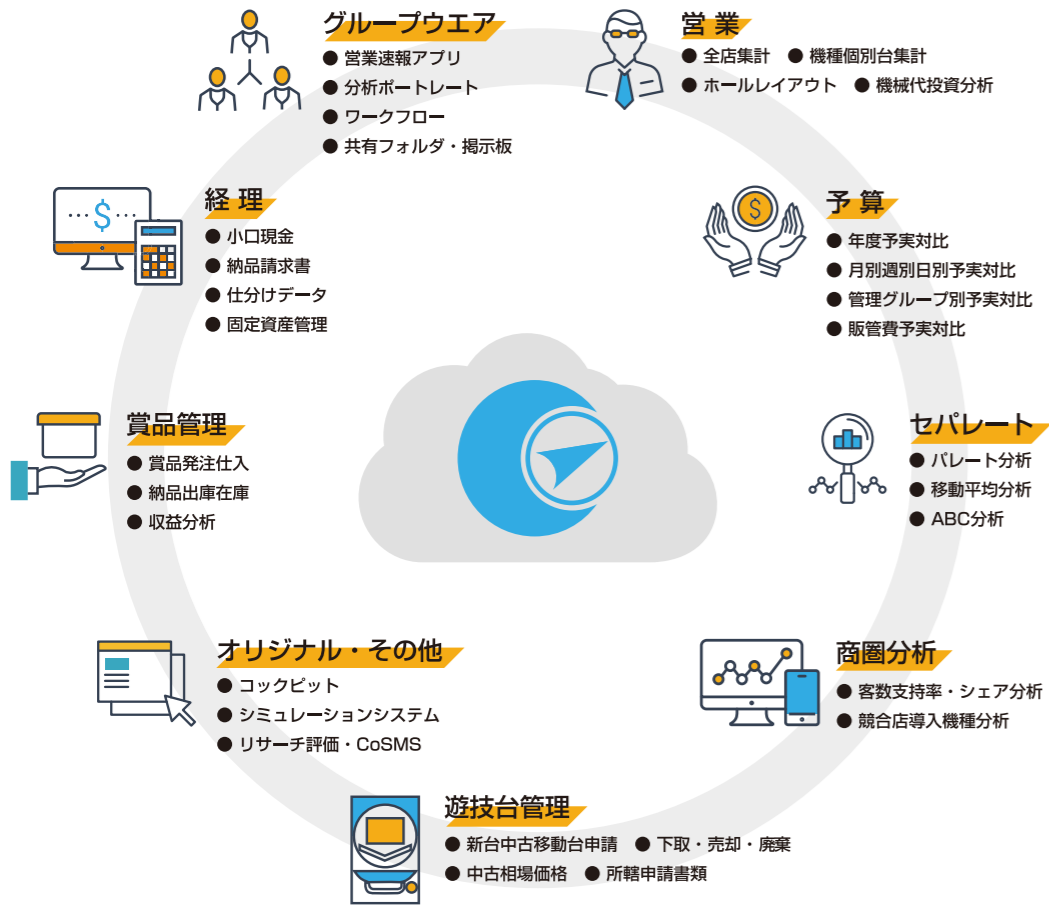 グループウエア
● 営業速報アプリ
● 分析ポートレート
● ワークフロー
● 共有フォルダ・掲示板
営業
● 全店集計 ● 機種個別台集計
● ホールレイアウト ● 機械代投資分析
経理
● 小口現金
● 納品請求書
● 仕分けデータ
● 固定資産管理
予算
● 年度予実対比
● 月別週別日別予実対比
● 管理グループ別予実対比
● 販管費予実対比
賞品管理
● 賞品発注仕入
● 納品出庫在庫
● 収益分析
セパレート
● パレート分析
● 移動平均分析
● ABC分析
オリジナル・その他
● コックピット
● シミュレーションシステム
● リサーチ評価・CoSMS
商圏分析
● 客数支持率・シェア分析
● 競合店導入機種分析
遊技台管理
● 新台中古移動台申請 ● 下取・売却・廃棄
● 中古相場価格 ● 所轄申請書類